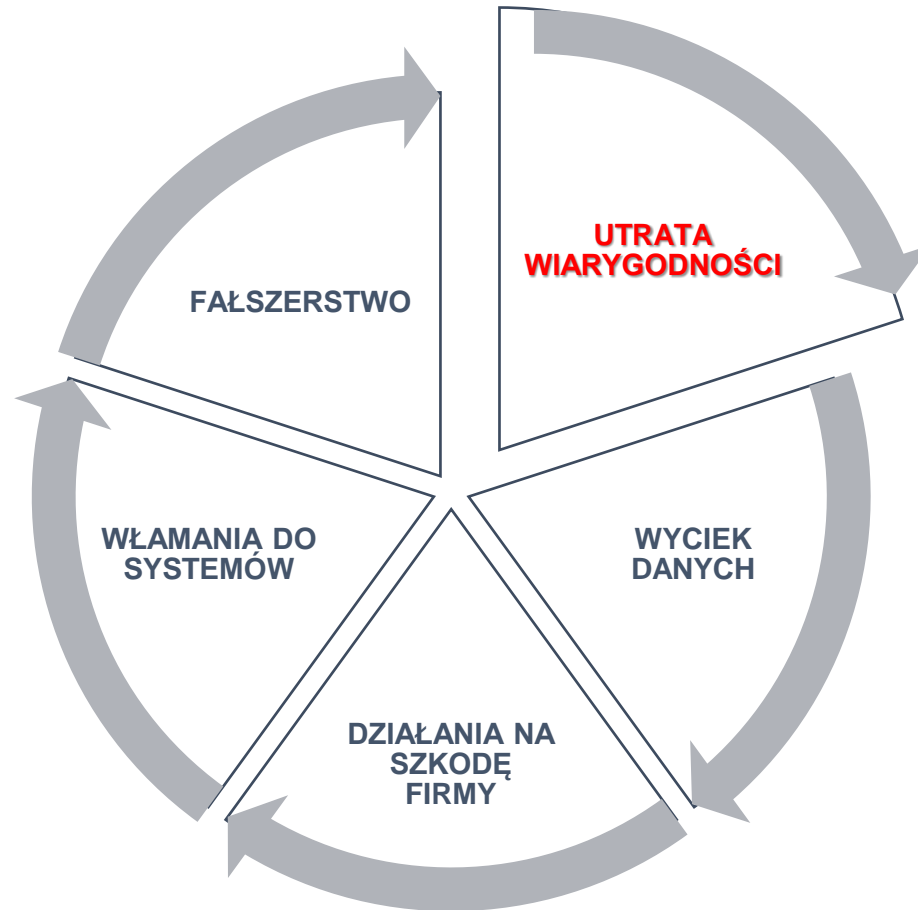 UTRATA
WIARYGODNOŚCI
FAŁSZERSTWO
WŁAMANIA DO
SYSTEMÓW
WYCIEK
DANYCH
DZIAŁANIA NA
SZKODĘ
FIRMY